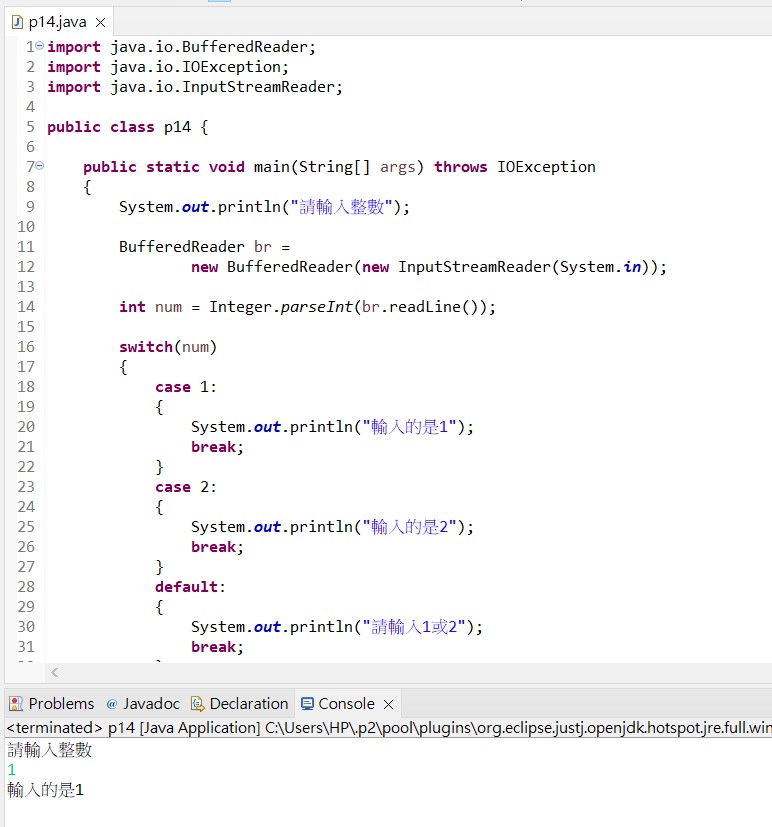 p14.java
1 import java.io.BufferedReader;
2 import java.io.IOException;
3 import java.io.InputStreamReader;
4
5 public class p14 {
6
7     public static void main(String[] args) throws IOException
8     {
9         System.out.println("請輸入整數");
10
11         BufferedReader br =
12                 new BufferedReader(new InputStreamReader(System.in));
13
14         int num = Integer.parseInt(br.readLine());
15
16         switch(num)
17         {
18             case 1:
19             {
20                 System.out.println("輸入的是1");
21                 break;
22             }
23             case 2:
24             {
25                 System.out.println("輸入的是2");
26                 break;
27             }
28             default:
29             {
30                 System.out.println("請輸入1或2");
31                 break;
Problems Javadoc Declaration Console
<terminated> p14 [Java Application] C:\Users\HP\.p2\pool\plugins\org.eclipse.justj.openjdk.hotspot.jre.full.win
請輸入整數
1
輸入的是1